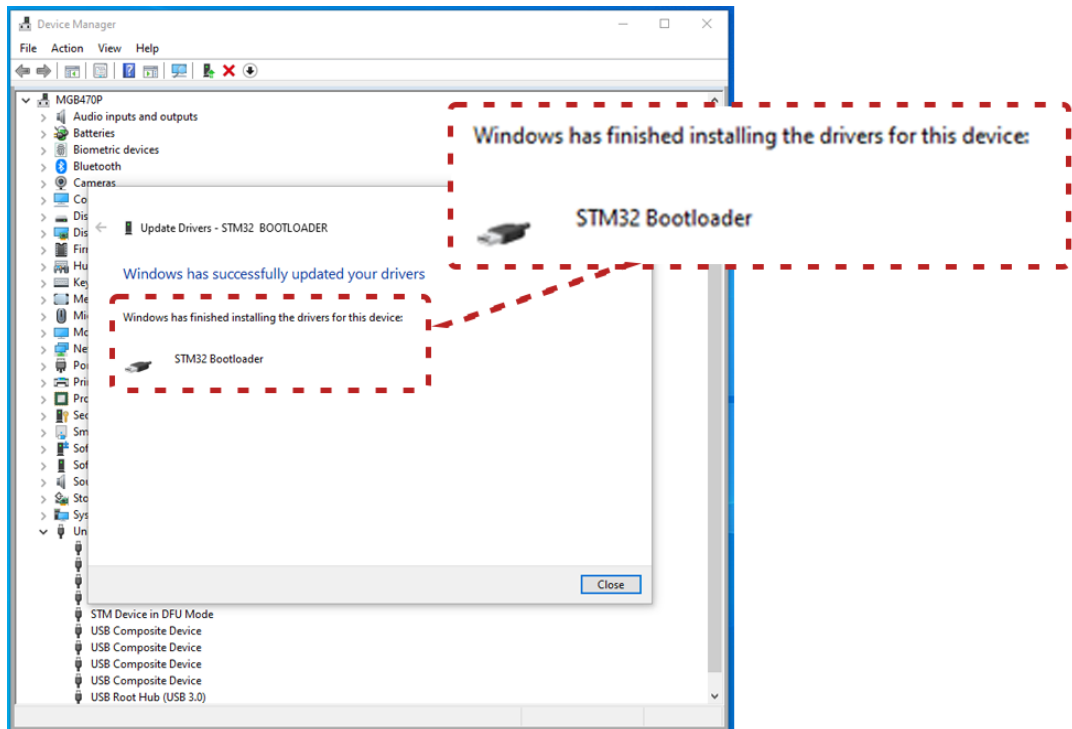 Device Manager
File Action View Help
MGB470P
Audio inputs and outputs
Batteries
Biometric devices
Bluetooth
Cameras
Co
Dis
Dis
Fir
Hu
Key
Me
Mi
Mo
Ne
Po
Pri
Pro
Sec
Sm
Sof
Sof
Sou
Sto
Sys
Un
STM Device in DFU Mode
USB Composite Device
USB Composite Device
USB Composite Device
USB Composite Device
USB Root Hub (USB 3.0)
Update Drivers - STM32 BOOTLOADER
Windows has successfully updated your drivers
Windows has finished installing the drivers for this device:
STM32 Bootloader
Close
Windows has finished installing the drivers for this device:
STM32 Bootloader